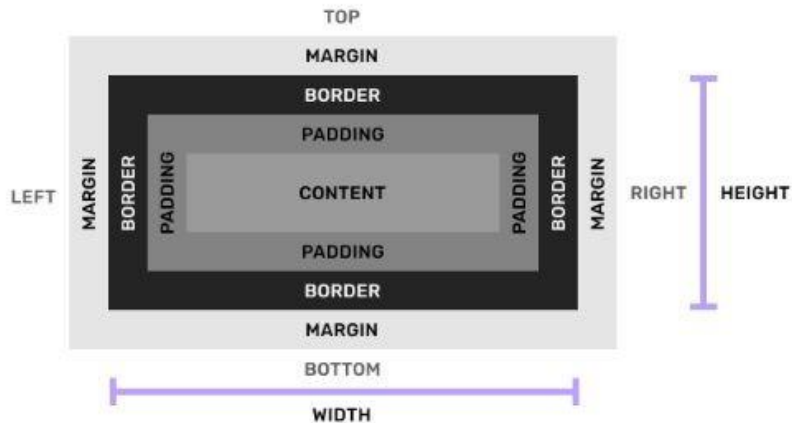 TOP
MARGIN
BORDER
PADDING
LEFT
MARGIN
BORDER
PADDING
CONTENT
PADDING
BORDER
MARGIN
RIGHT
HEIGHT
PADDING
BORDER
MARGIN
BOTTOM
WIDTH